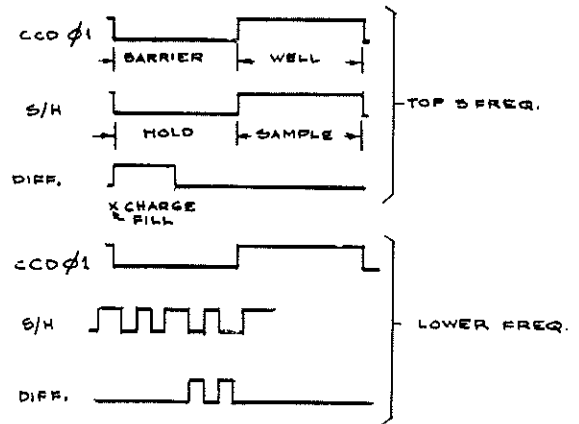 CCD φ1
BARRIER
WELL
S/H
HOLD
SAMPLE
TOP 5 FREQ.
DIFF.
X CHARGE
FILL
CCD φ1
S/H
LOWER FREQ.
DIFF.